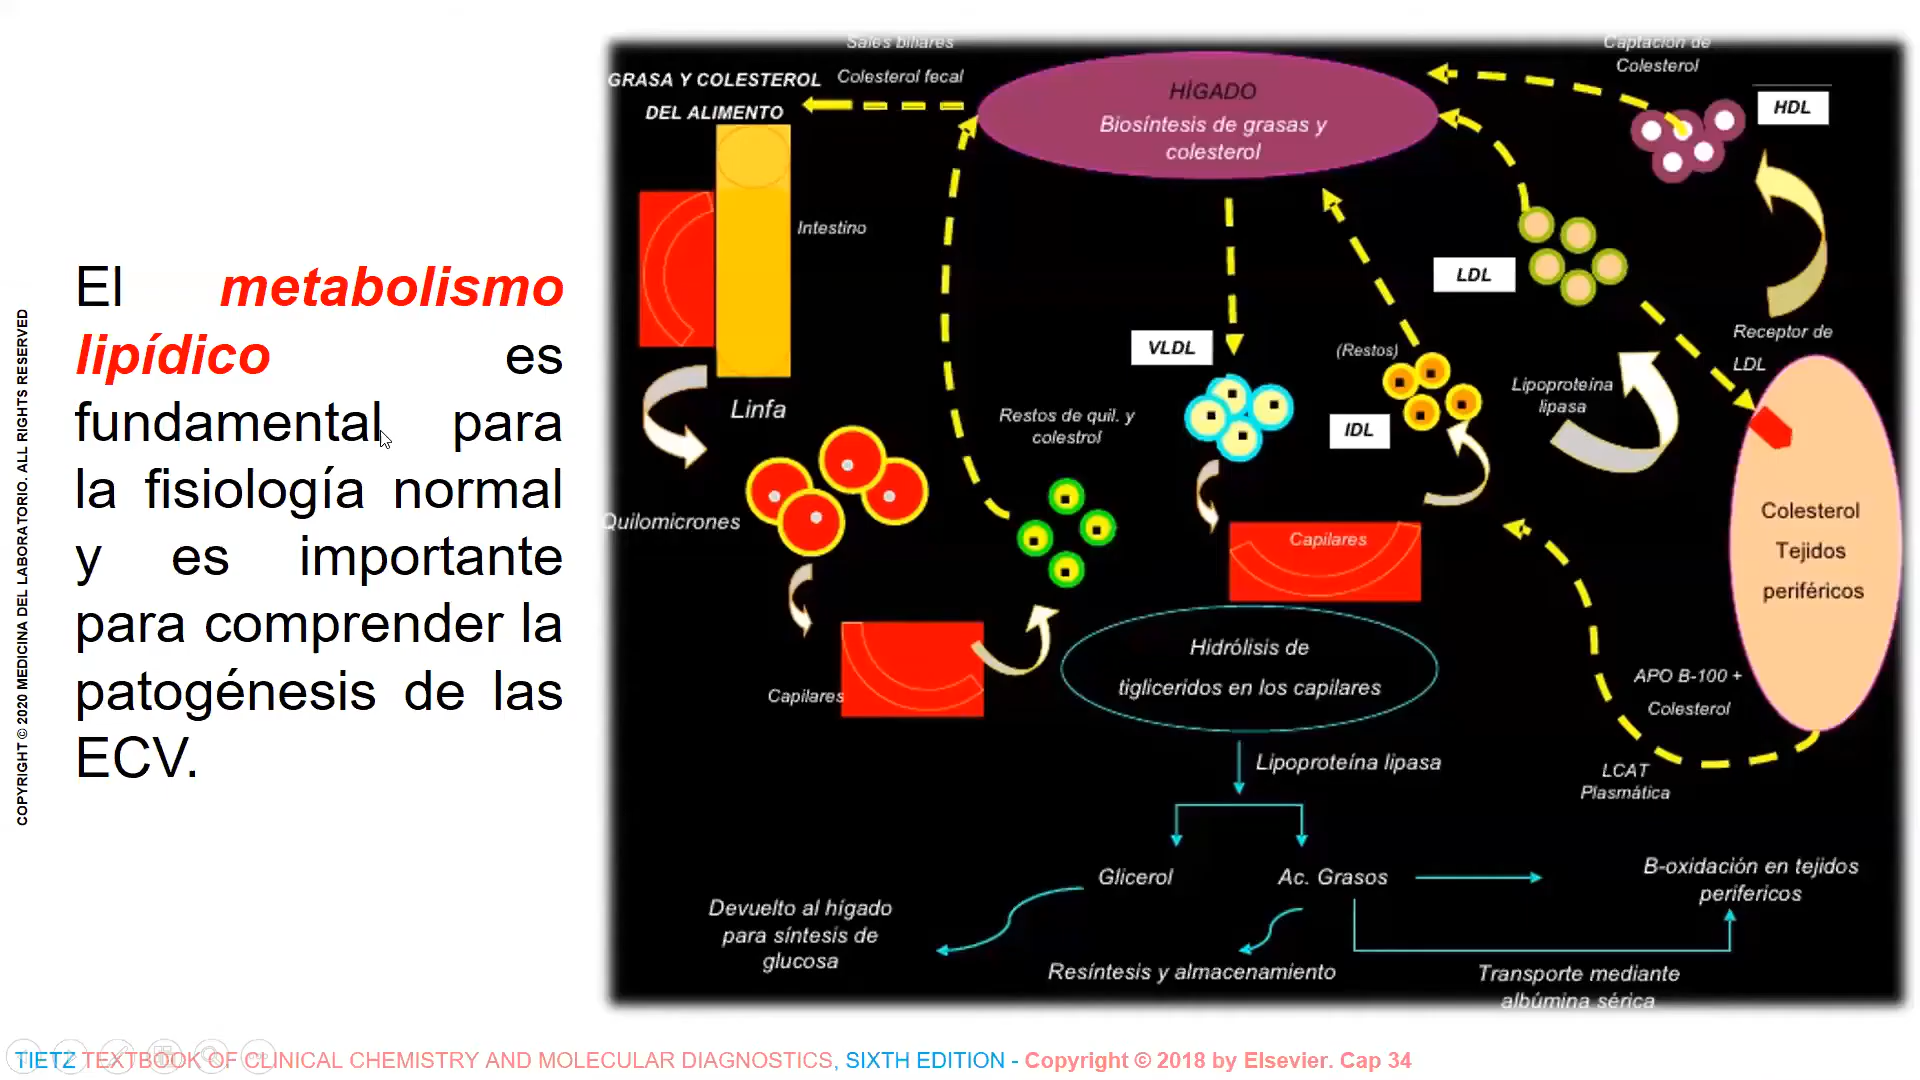 COPYRIGHT © 2020 MEDICINA DEL LABORATORIO. ALL RIGHTS RESERVED
El metabolismo
lipídico es
fundamental para
la fisiología normal
y es importante
para comprender la
patogénesis de las
ECV.
Sales biliares
Colesterol fecal
GRASA Y COLESTEROL
DEL ALIMENTO
HÍGADO
Biosíntesis de grasas y
colesterol
Captación de
Colesterol
HDL
Intestino
LDL
Receptor de
LDL
VLDL
(Restos)
IDL
Lipoproteína
lipasa
Linfa
Restos de quil. y
colestrol
Quilomicrones
Capilares
Capilares
Colesterol
Tejidos
periféricos
Hidrólisis de
tigliceridos en los capilares
APO B-100 +
Colesterol
LCAT
Plasmática
Lipoproteína lipasa
Glicerol
Ac. Grasos
B-oxidación en tejidos
perifericos
Devuelto al hígado
para síntesis de
glucosa
Resíntesis y almacenamiento
Transporte mediante
albúmina sérica
TIETZ TEXTBOOK OF CLINICAL CHEMISTRY AND MOLECULAR DIAGNOSTICS, SIXTH EDITION - Copyright © 2018 by Elsevier. Cap 34